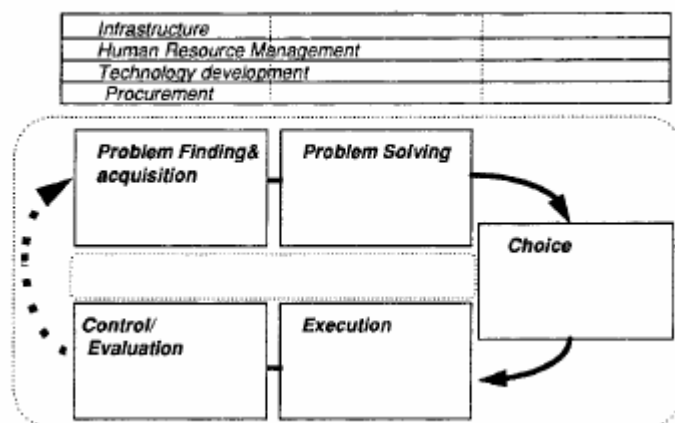 Infrastructure
Human Resource Management
Technology development
Procurement
Problem Finding&
acquisition
Problem Solving
Choice
Control/
Evaluation
Execution